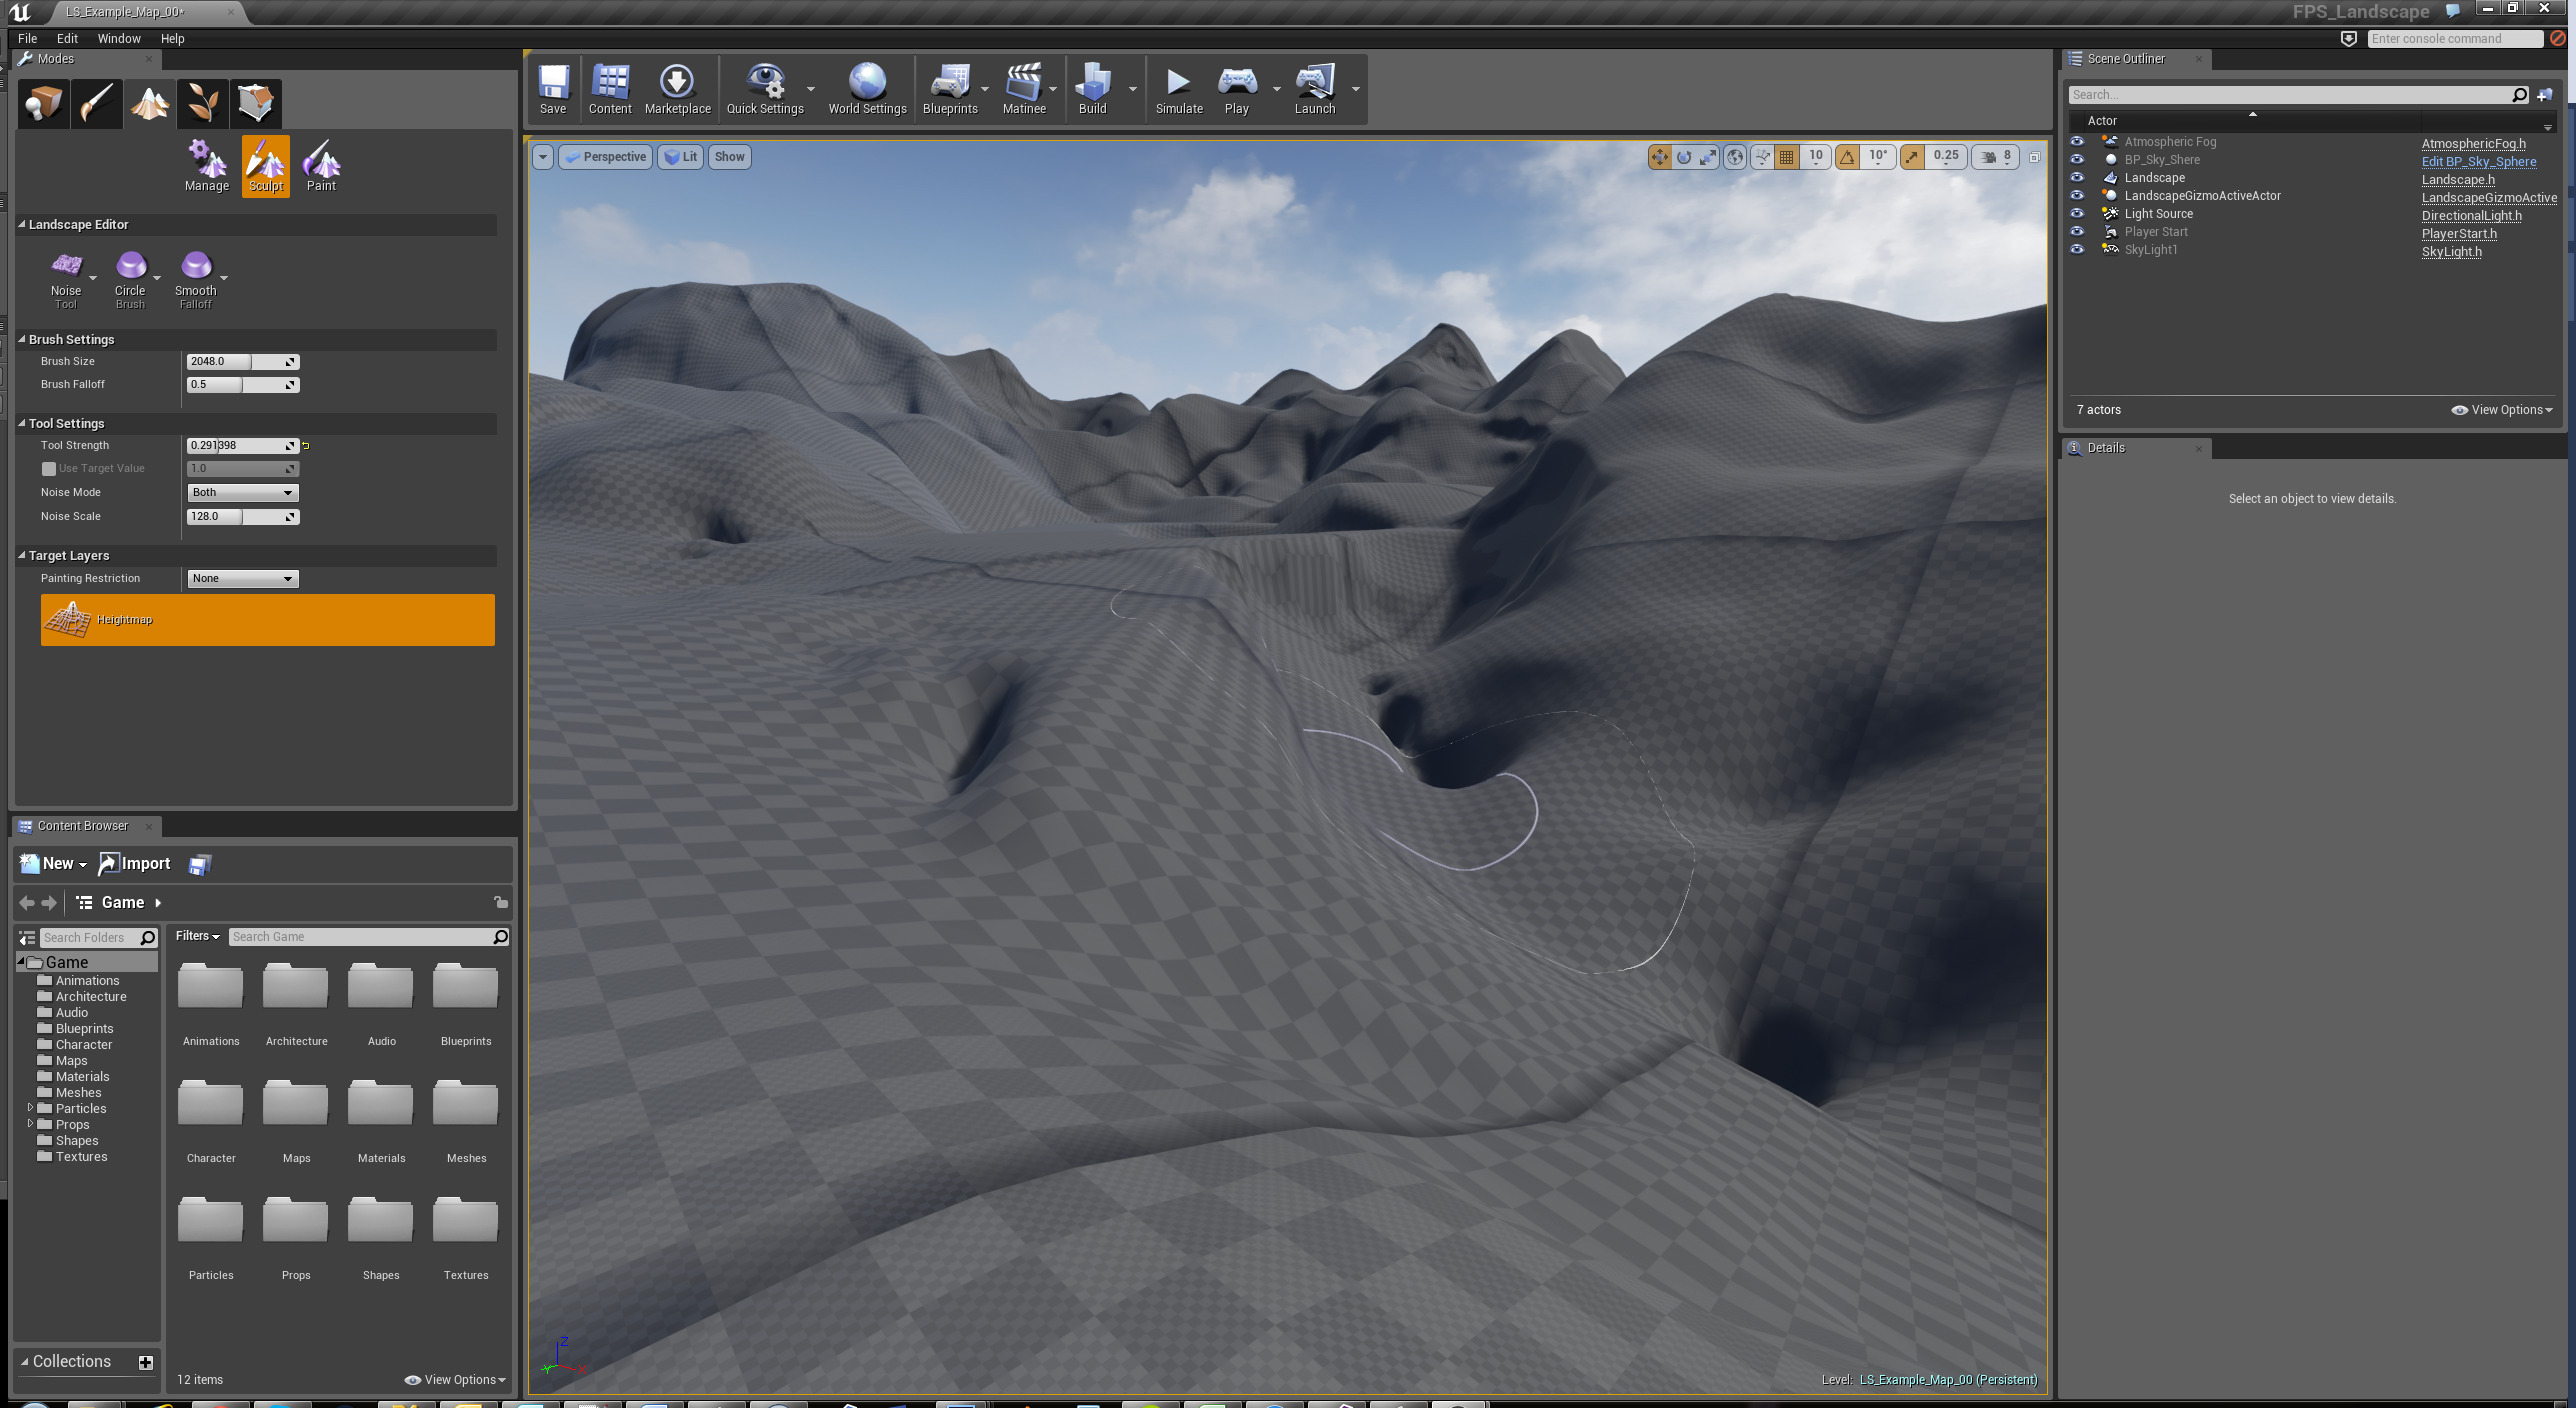 LS_Example_Map_00*
FPS_Landscape
File Edit Window Help
Enter console command
Modes
Manage Sculpt Paint
Landscape Editor
Noise Circle Smooth
Tool Brush Falloff
Brush Settings
Brush Size 2048.0
Brush Falloff 0.5
Tool Settings
Tool Strength 0.291398
Use Target Value 1.0
Noise Mode Both
Noise Scale 128.0
Target Layers
Painting Restriction None
Heightmap
Content Browser
New Import
Game
Search Folders
Filters Search Game
Game
Animations
Architecture
Audio
Blueprints
Character
Maps
Materials
Meshes
Particles
Props
Shapes
Textures
Animations Architecture Audio Blueprints
Character Maps Materials Meshes
Particles Props Shapes Textures
Collections
12 items View Options
Save Content Marketplace Quick Settings World Settings Blueprints Matinee Build Simulate Play Launch
Perspective Lit Show
10 10° 0.25 8
Z
Y
Level: LS_Example_Map_00 (Persistent)
Scene Outliner
Search...
Actor
Atmospheric Fog AtmosphericFog.h
BP_Sky_Shere Edit BP_Sky_Sphere
Landscape Landscape.h
LandscapeGizmoActiveActor LandscapeGizmoActive
Light Source DirectionalLight.h
Player Start PlayerStart.h
SkyLight1 SkyLight.h
7 actors View Options
Details
Select an object to view details.